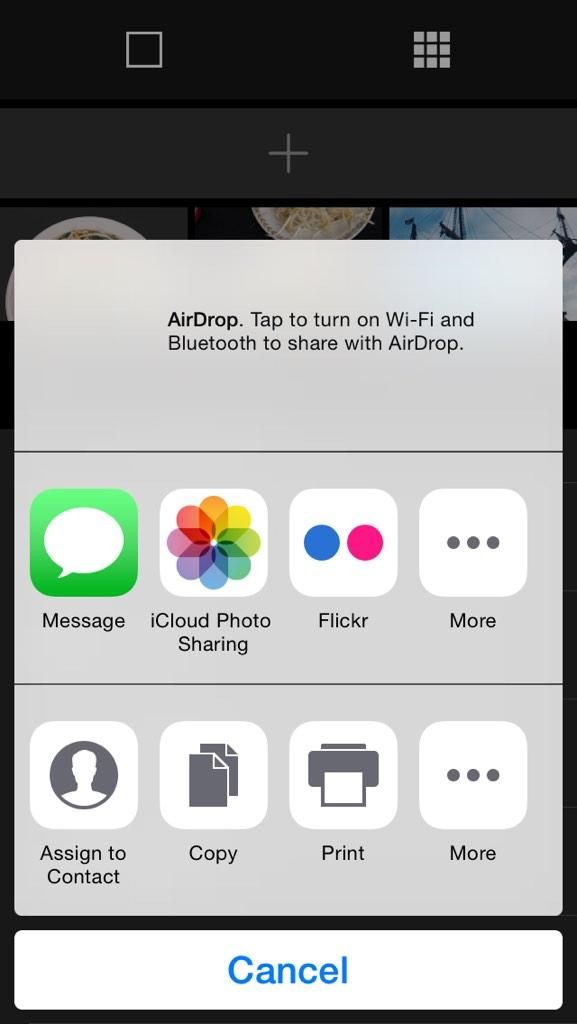 AirDrop. Tap to turn on Wi-Fi and
Bluetooth to share with AirDrop.
Message
iCloud Photo
Sharing
Flickr
More
Assign to
Contact
Copy
Print
More
Cancel